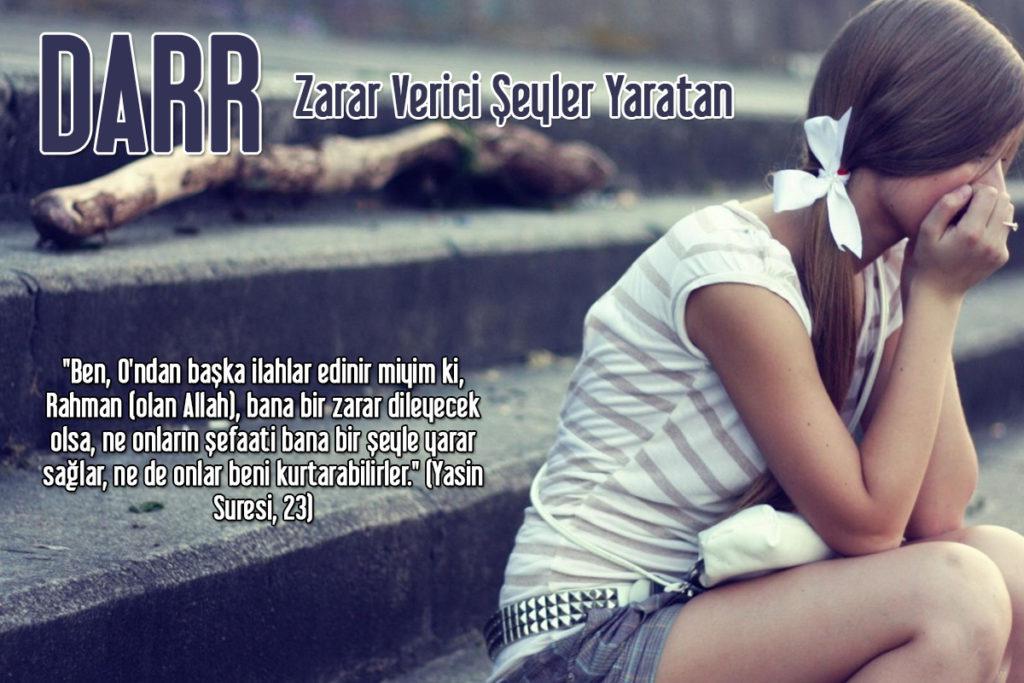 DARR
Zarar Verici Şeyler Yaratan
"Ben, O'ndan başka ilahlar edinir miyim ki,
Rahman (olan Allah), bana bir zarar dileyecek
olsa, ne onların şefaati bana bir şeyle yarar
sağlar, ne de onlar beni kurtarabilirler." (Yasin
Suresi, 23)